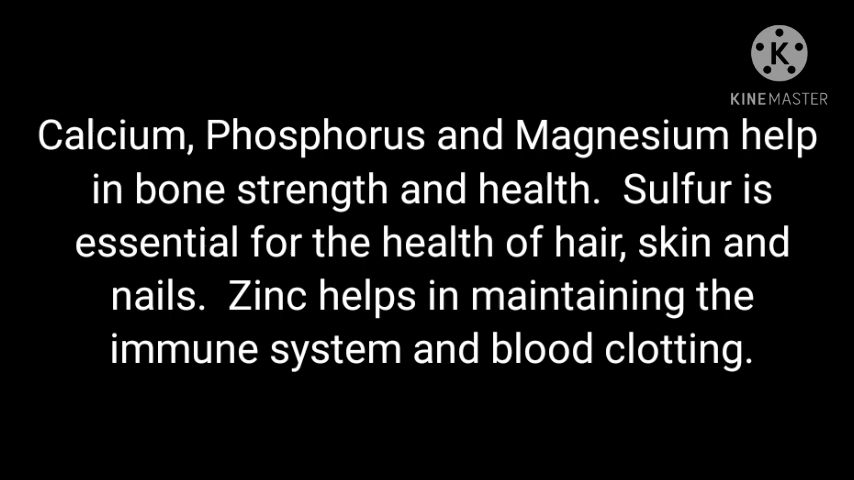 K
KINEMASTER
Calcium, Phosphorus and Magnesium help
in bone strength and health.  Sulfur is
essential for the health of hair, skin and
nails.  Zinc helps in maintaining the
immune system and blood clotting.